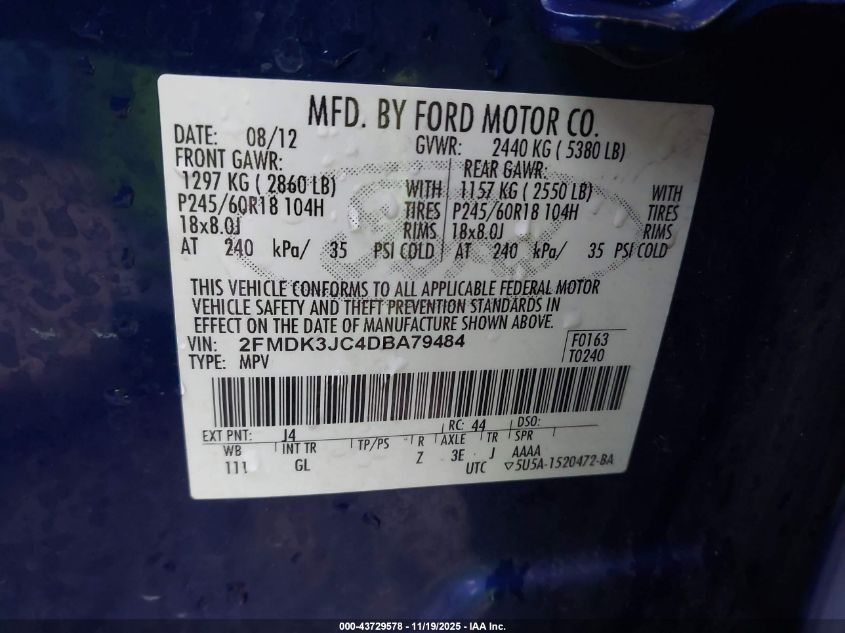 MFD. BY FORD MOTOR CO.
DATE: 08/12 GVWR: 2440 KG ( 5380 LB)
FRONT GAWR: REAR GAWR:
1297 KG ( 2860 LB) WITH 1157 KG ( 2550 LB) WITH
P245/60R18 104H TIRES P245/60R18 104H TIRES
18x8.0J RIMS 18x8.0J RIMS
AT 240 kPa/ 35 PSI COLD AT 240 kPa/ 35 PSI COLD
THIS VEHICLE CONFORMS TO ALL APPLICABLE FEDERAL MOTOR
VEHICLE SAFETY AND THEFT PREVENTION STANDARDS IN
EFFECT ON THE DATE OF MANUFACTURE SHOWN ABOVE.
VIN: 2FMDK3JC4DBA79484 F0163
TYPE: MPV T0240
EXT PNT: J4 RC: 44 DSO:
WB INT TR TP/PS R AXLE TR SPR
111 GL Z 3E J AAAA
UTC ▽5U5A-1520472-BA
000-43729578 - 11/19/2025 - IAA Inc.